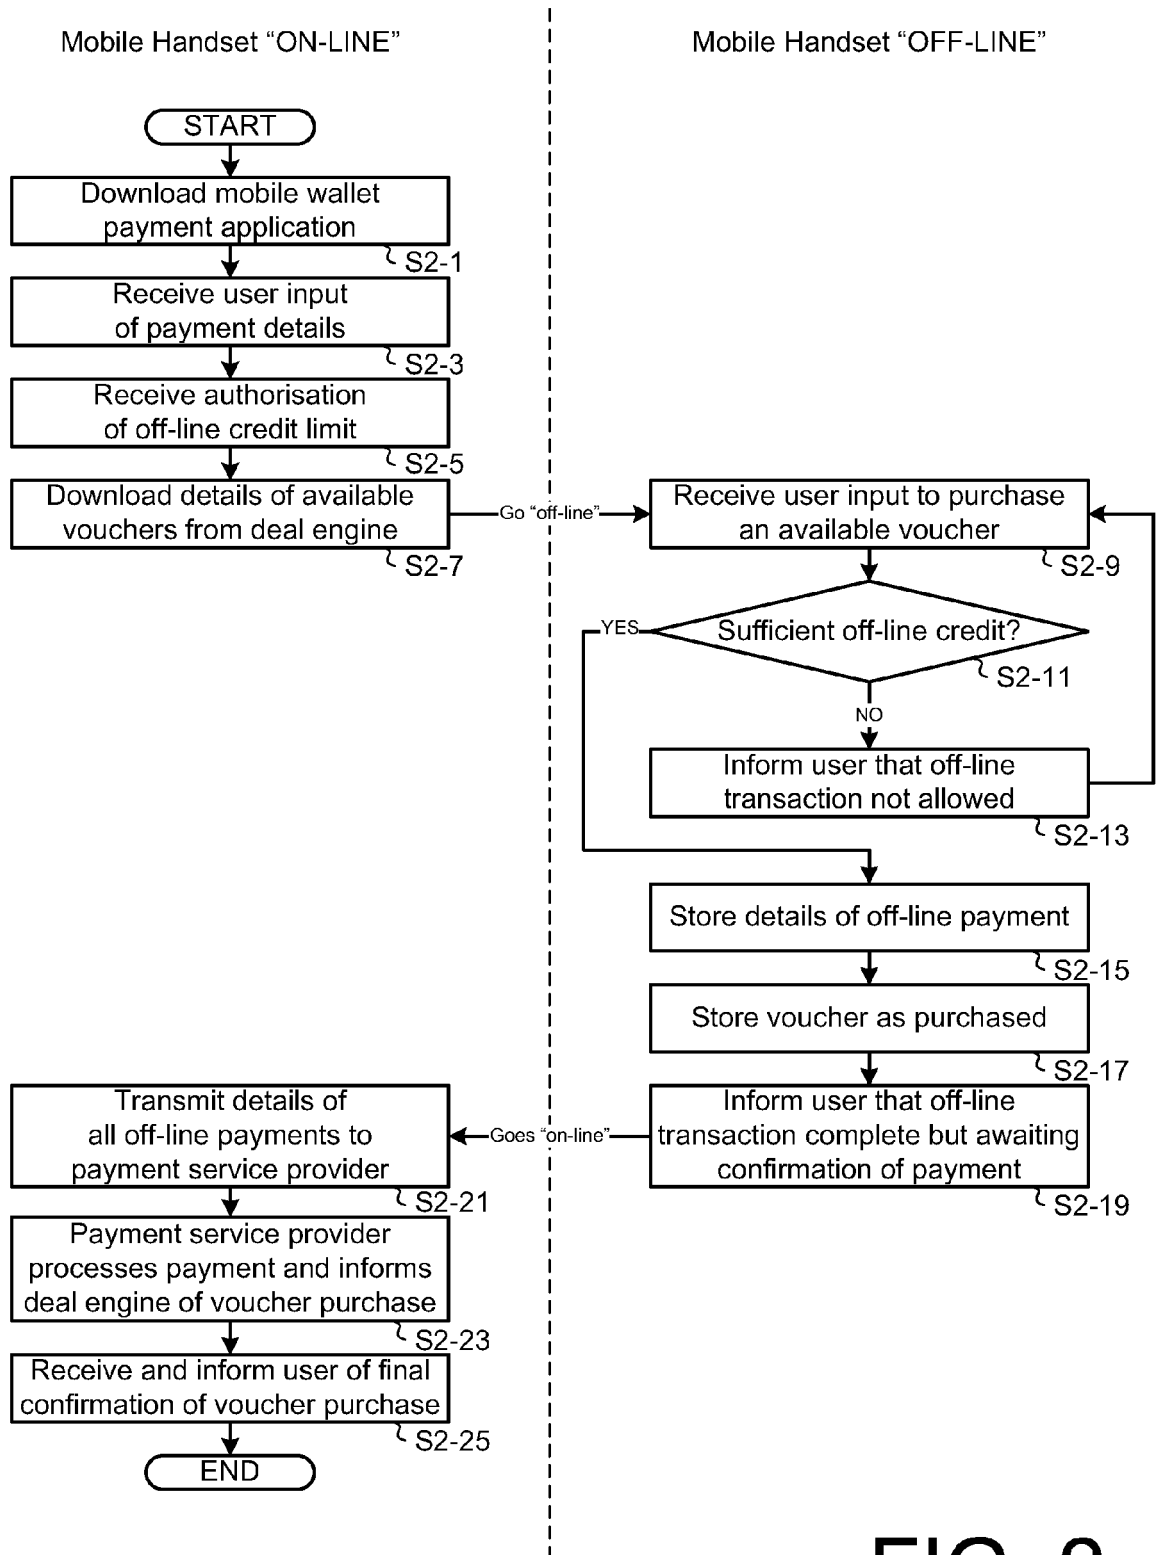 Mobile Handset “ON-LINE”
Mobile Handset “OFF-LINE”
START
Download mobile wallet
payment application
S2-1
Receive user input
of payment details
S2-3
Receive authorisation
of off-line credit limit
S2-5
Download details of available
vouchers from deal engine
S2-7
Go “off-line”
Receive user input to purchase
an available voucher
S2-9
Sufficient off-line credit?
S2-11
YES
NO
Inform user that off-line
transaction not allowed
S2-13
Store details of off-line payment
S2-15
Store voucher as purchased
S2-17
Inform user that off-line
transaction complete but awaiting
confirmation of payment
S2-19
Goes “on-line”
Transmit details of
all off-line payments to
payment service provider
S2-21
Payment service provider
processes payment and informs
deal engine of voucher purchase
S2-23
Receive and inform user of final
confirmation of voucher purchase
S2-25
END